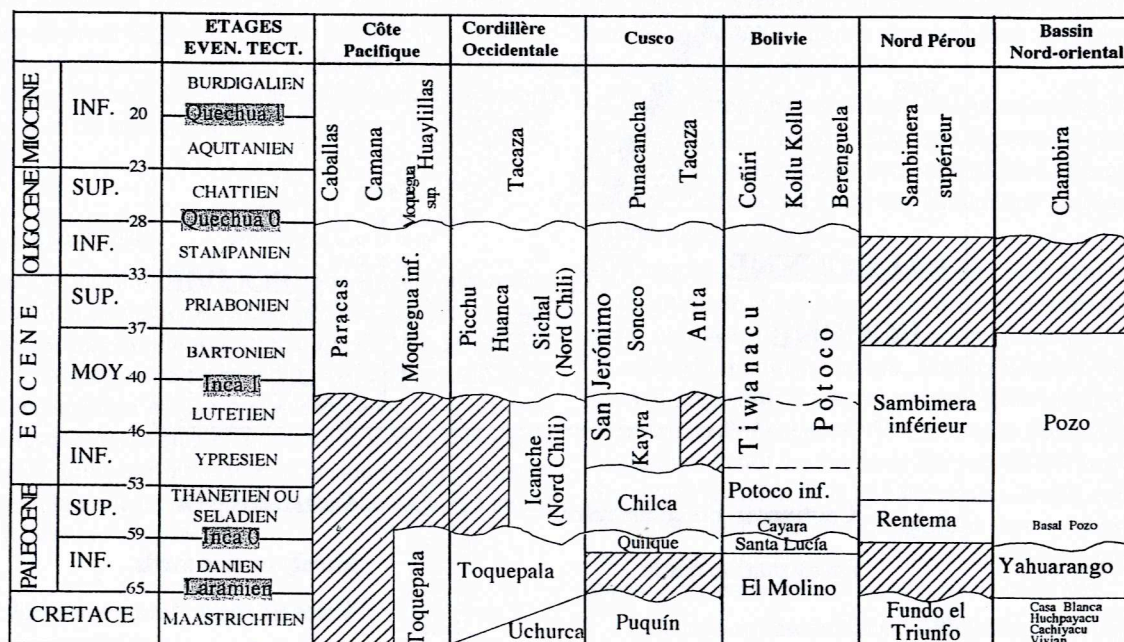 ETAGES
EVEN. TECT.
Côte
Pacifique
Cordillère
Occidentale
Cusco
Bolivie
Nord Pérou
Bassin
Nord-oriental
MIOCENE
OLIGOCENE
EOCENE
PALEOCENE
CRETACE
INF.
SUP.
INF.
SUP.
MOY
INF.
SUP.
INF.
20
23
28
33
37
40
46
53
59
65
BURDIGALIEN
Quechua 1
AQUITANIEN
CHATTIEN
Quechua 0
STAMPANIEN
PRIABONIEN
BARTONIEN
Inca 1
LUTETIEN
YPRESIEN
THANETIEN OU
SELADIEN
Inca 0
DANIEN
Laramien
MAASTRICHTIEN
Caballas
Camana
Moquegua
sup.
Huaylillas
Paracas
Moquegua inf.
Toquepala
Tacaza
Picchu
Huanca
Sichal
(Nord Chili)
Icanche
(Nord Chili)
Toquepala
Uchurca
Punacancha
Tacaza
San Jerónimo
Soncco
Anta
Kayra
Chilca
Quilque
Puquín
Coñiri
Kollu Kollu
Berenguela
Tiwanacu
Potoco
Potoco inf.
Cayara
Santa Lucía
El Molino
Sambimera
supérieur
Sambimera
inférieur
Rentema
Fundo el
Triunfo
Chambira
Pozo
Basal Pozo
Yahuarango
Casa Blanca
Huchpayacu
Cachiyacu
Vivian